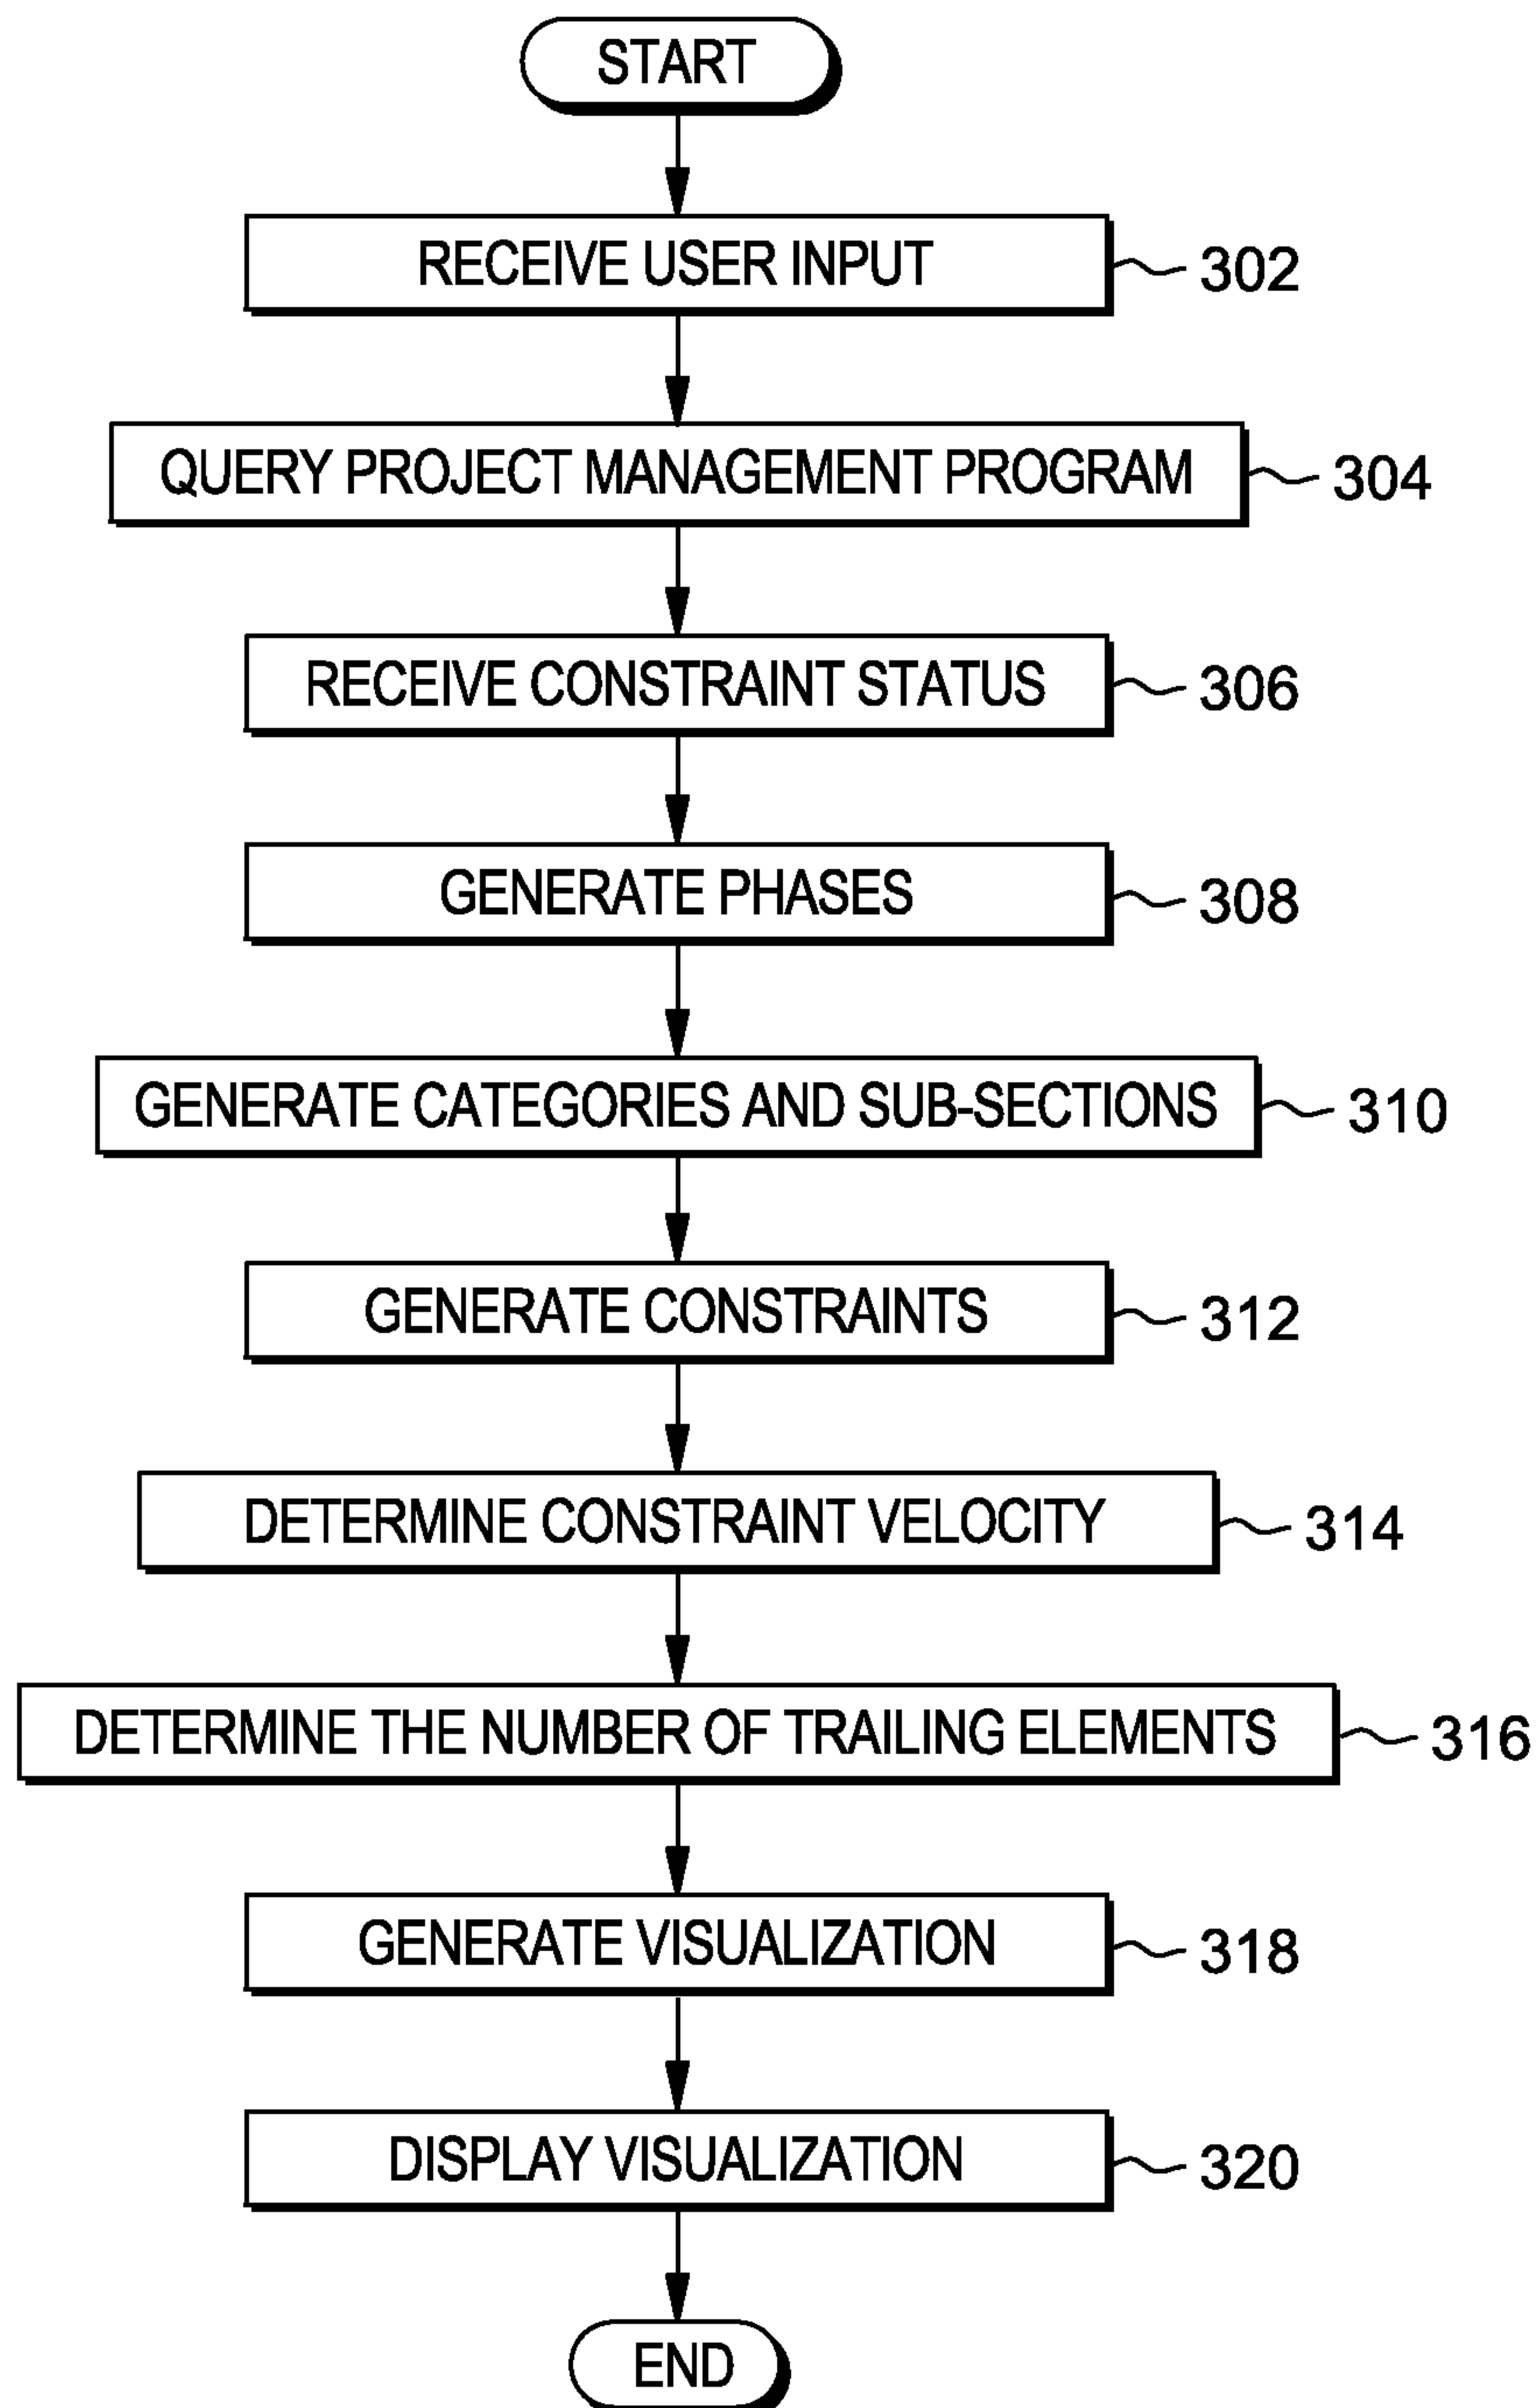 START
RECEIVE USER INPUT
302
QUERY PROJECT MANAGEMENT PROGRAM
304
RECEIVE CONSTRAINT STATUS
306
GENERATE PHASES
308
GENERATE CATEGORIES AND SUB-SECTIONS
310
GENERATE CONSTRAINTS
312
DETERMINE CONSTRAINT VELOCITY
314
DETERMINE THE NUMBER OF TRAILING ELEMENTS
316
GENERATE VISUALIZATION
318
DISPLAY VISUALIZATION
320
END